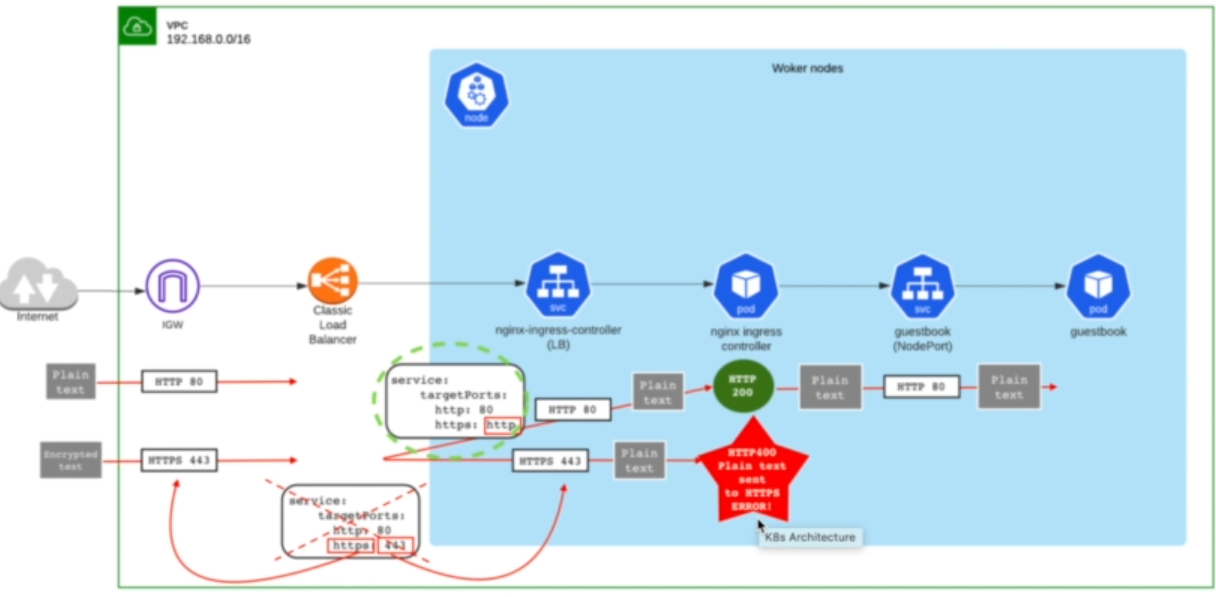 VPC
192.168.0.0/16
Woker nodes
node
Internet
IGW
Classic
Load
Balancer
svc
nginx-ingress-controller
(LB)
pod
nginx ingress
controller
svc
guestbook
(NodePort)
pod
guestbook
Plain
text
HTTP 80
service:
targetPorts:
http: 80
https: http
HTTP 80
Plain
text
HTTP
200
Plain
text
HTTP 80
Plain
text
Encrypted
text
HTTPS 443
HTTPS 443
Plain
text
HTTP400
Plain text
sent
to HTTPS
ERROR!
service:
targetPorts:
http: 80
https: 443
K8s Architecture